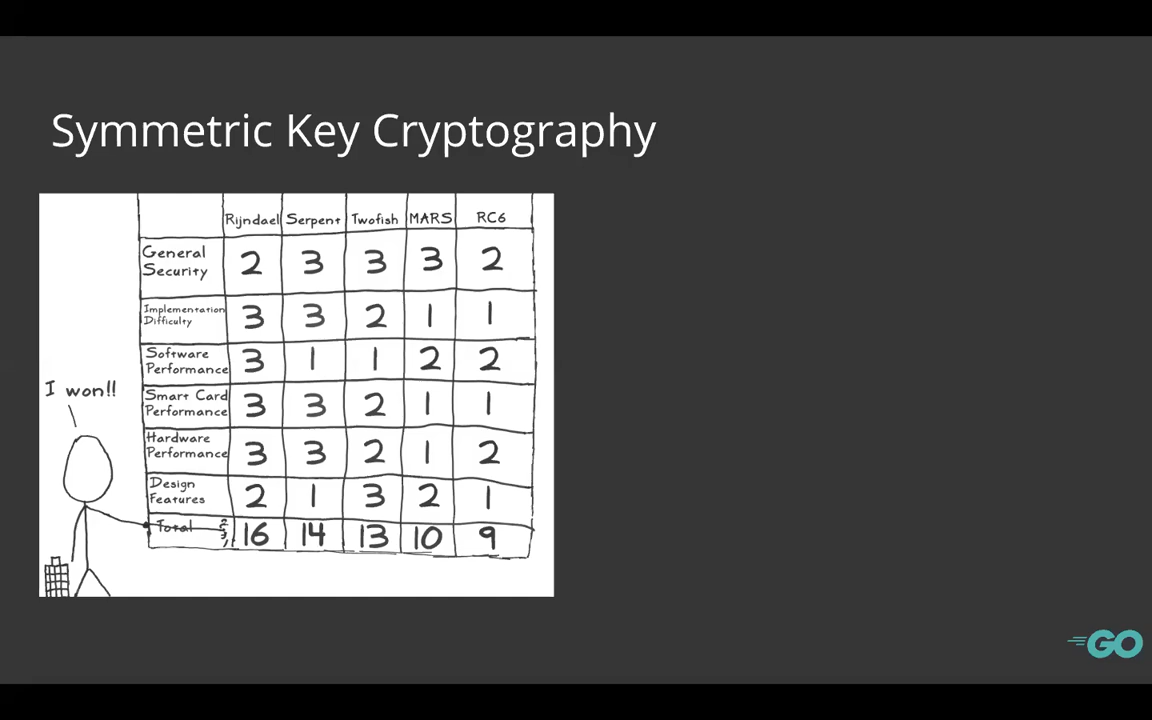 Symmetric Key Cryptography
Rijndael Serpent Twofish MARS RC6
General
Security
2 3 3 3 2
Implementation
Difficulty
3 3 2 1 1
Software
Performance
3 1 1 2 2
I won!!
Smart Card
Performance
3 3 2 1 1
Hardware
Performance
3 3 2 1 2
Design
Features
2 1 3 2 1
Total 16 14 13 10 9
GO